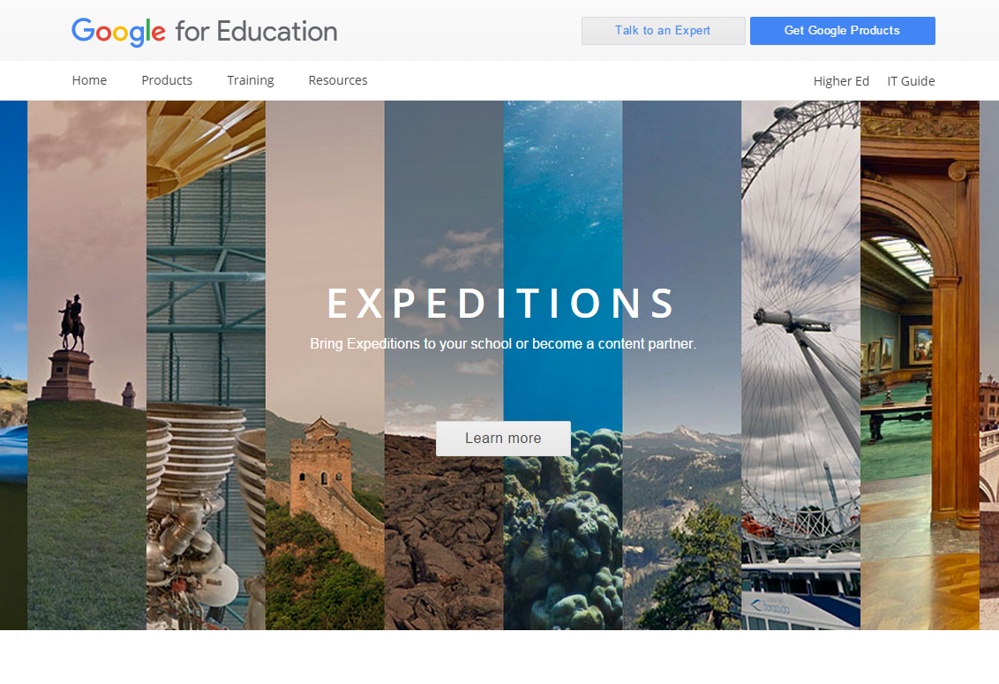 Google for Education
Talk to an Expert
Get Google Products
Home
Products
Training
Resources
Higher Ed
IT Guide
EXPEDITIONS
Bring Expeditions to your school or become a content partner.
Learn more